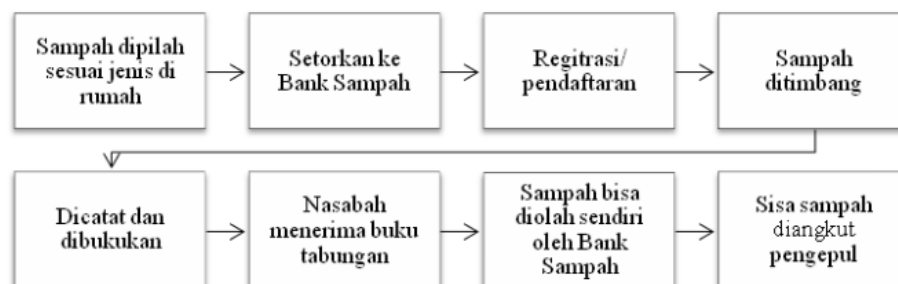 Sampah dipilah
sesuai jenis di
rumah
Setorkan ke
Bank Sampah
Regitrasi/
pendaftaran
Sampah
ditimbang
Dicatat dan
dibukukan
Nasabah
menerima buku
tabungan
Sampah bisa
diolah sendiri
oleh Bank
Sampah
Sisa sampah
diangkut
pengepul